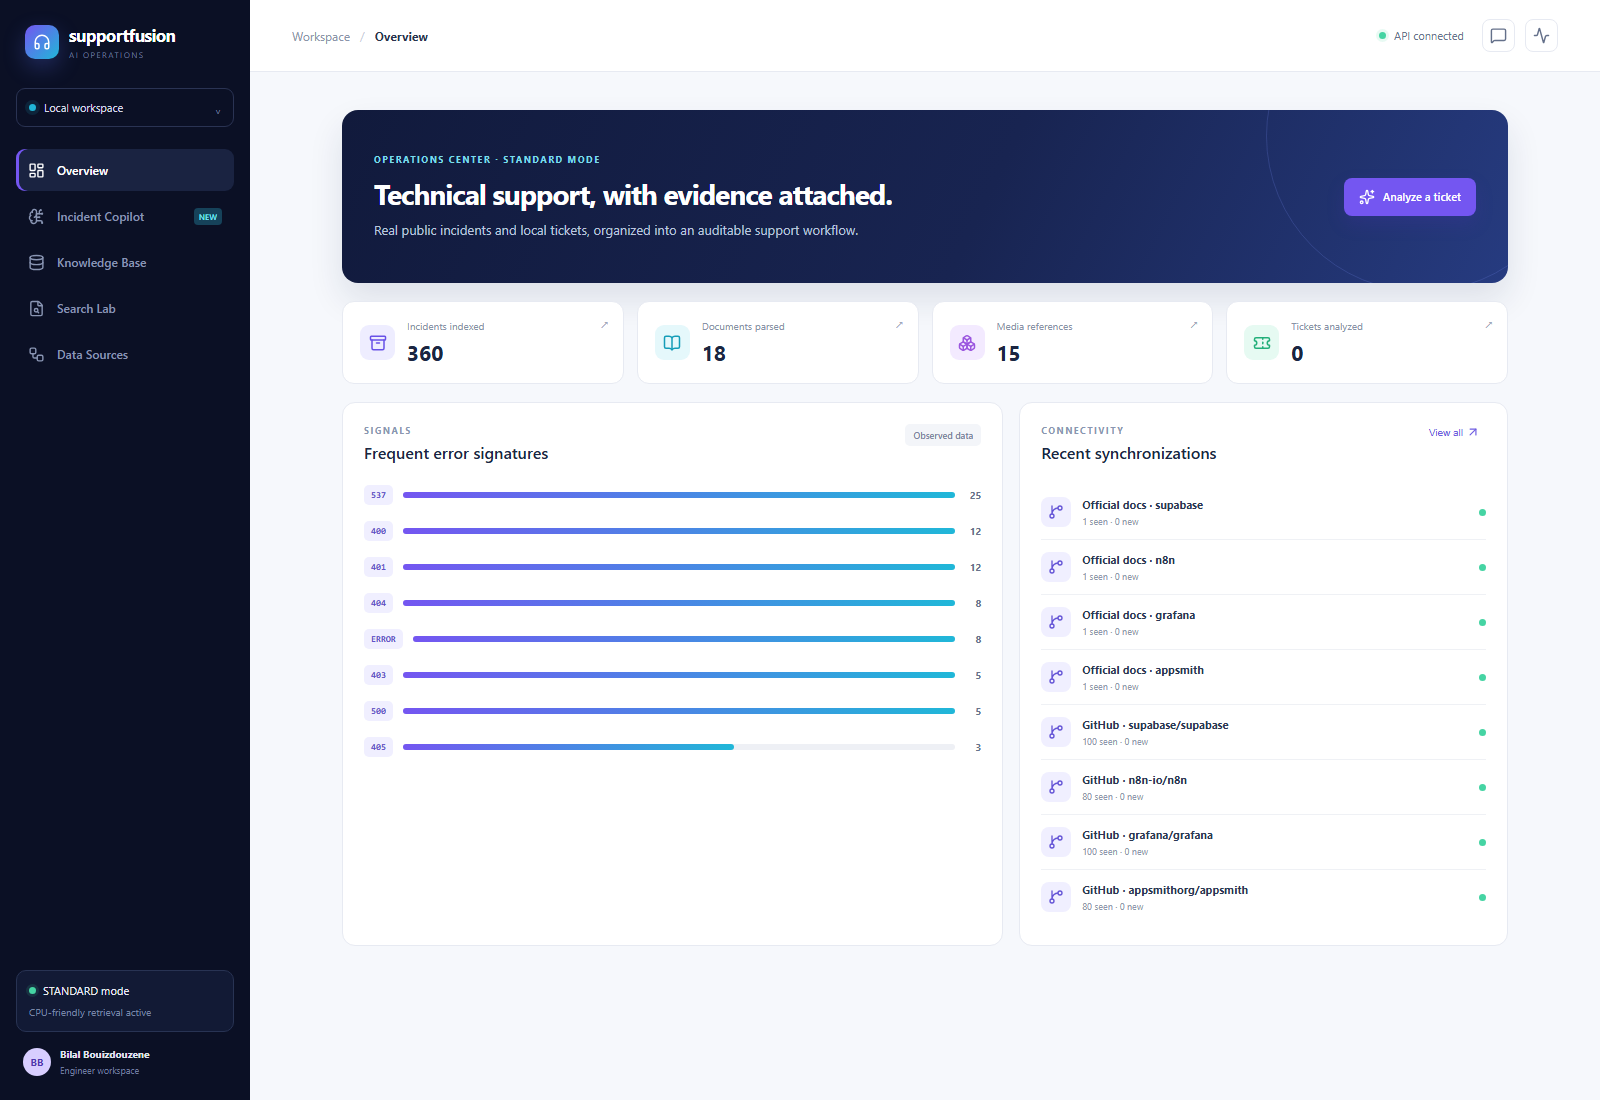 supportfusion
AI OPERATIONS
Local workspace
Overview
Incident Copilot NEW
Knowledge Base
Search Lab
Data Sources
STANDARD mode
CPU-friendly retrieval active
BB
Bilal Bouizdouzene
Engineer workspace
Workspace / Overview
API connected
OPERATIONS CENTER · STANDARD MODE
Technical support, with evidence attached.
Real public incidents and local tickets, organized into an auditable support workflow.
Analyze a ticket
Incidents indexed ↗
360
Documents parsed ↗
18
Media references ↗
15
Tickets analyzed ↗
0
SIGNALS
Frequent error signatures
Observed data
537 25
400 12
401 12
404 8
ERROR 8
403 5
500 5
405 3
CONNECTIVITY
Recent synchronizations
View all
Official docs · supabase
1 seen · 0 new
Official docs · n8n
1 seen · 0 new
Official docs · grafana
1 seen · 0 new
Official docs · appsmith
1 seen · 0 new
GitHub · supabase/supabase
100 seen · 0 new
GitHub · n8n-io/n8n
80 seen · 0 new
GitHub · grafana/grafana
100 seen · 0 new
GitHub · appsmithorg/appsmith
80 seen · 0 new